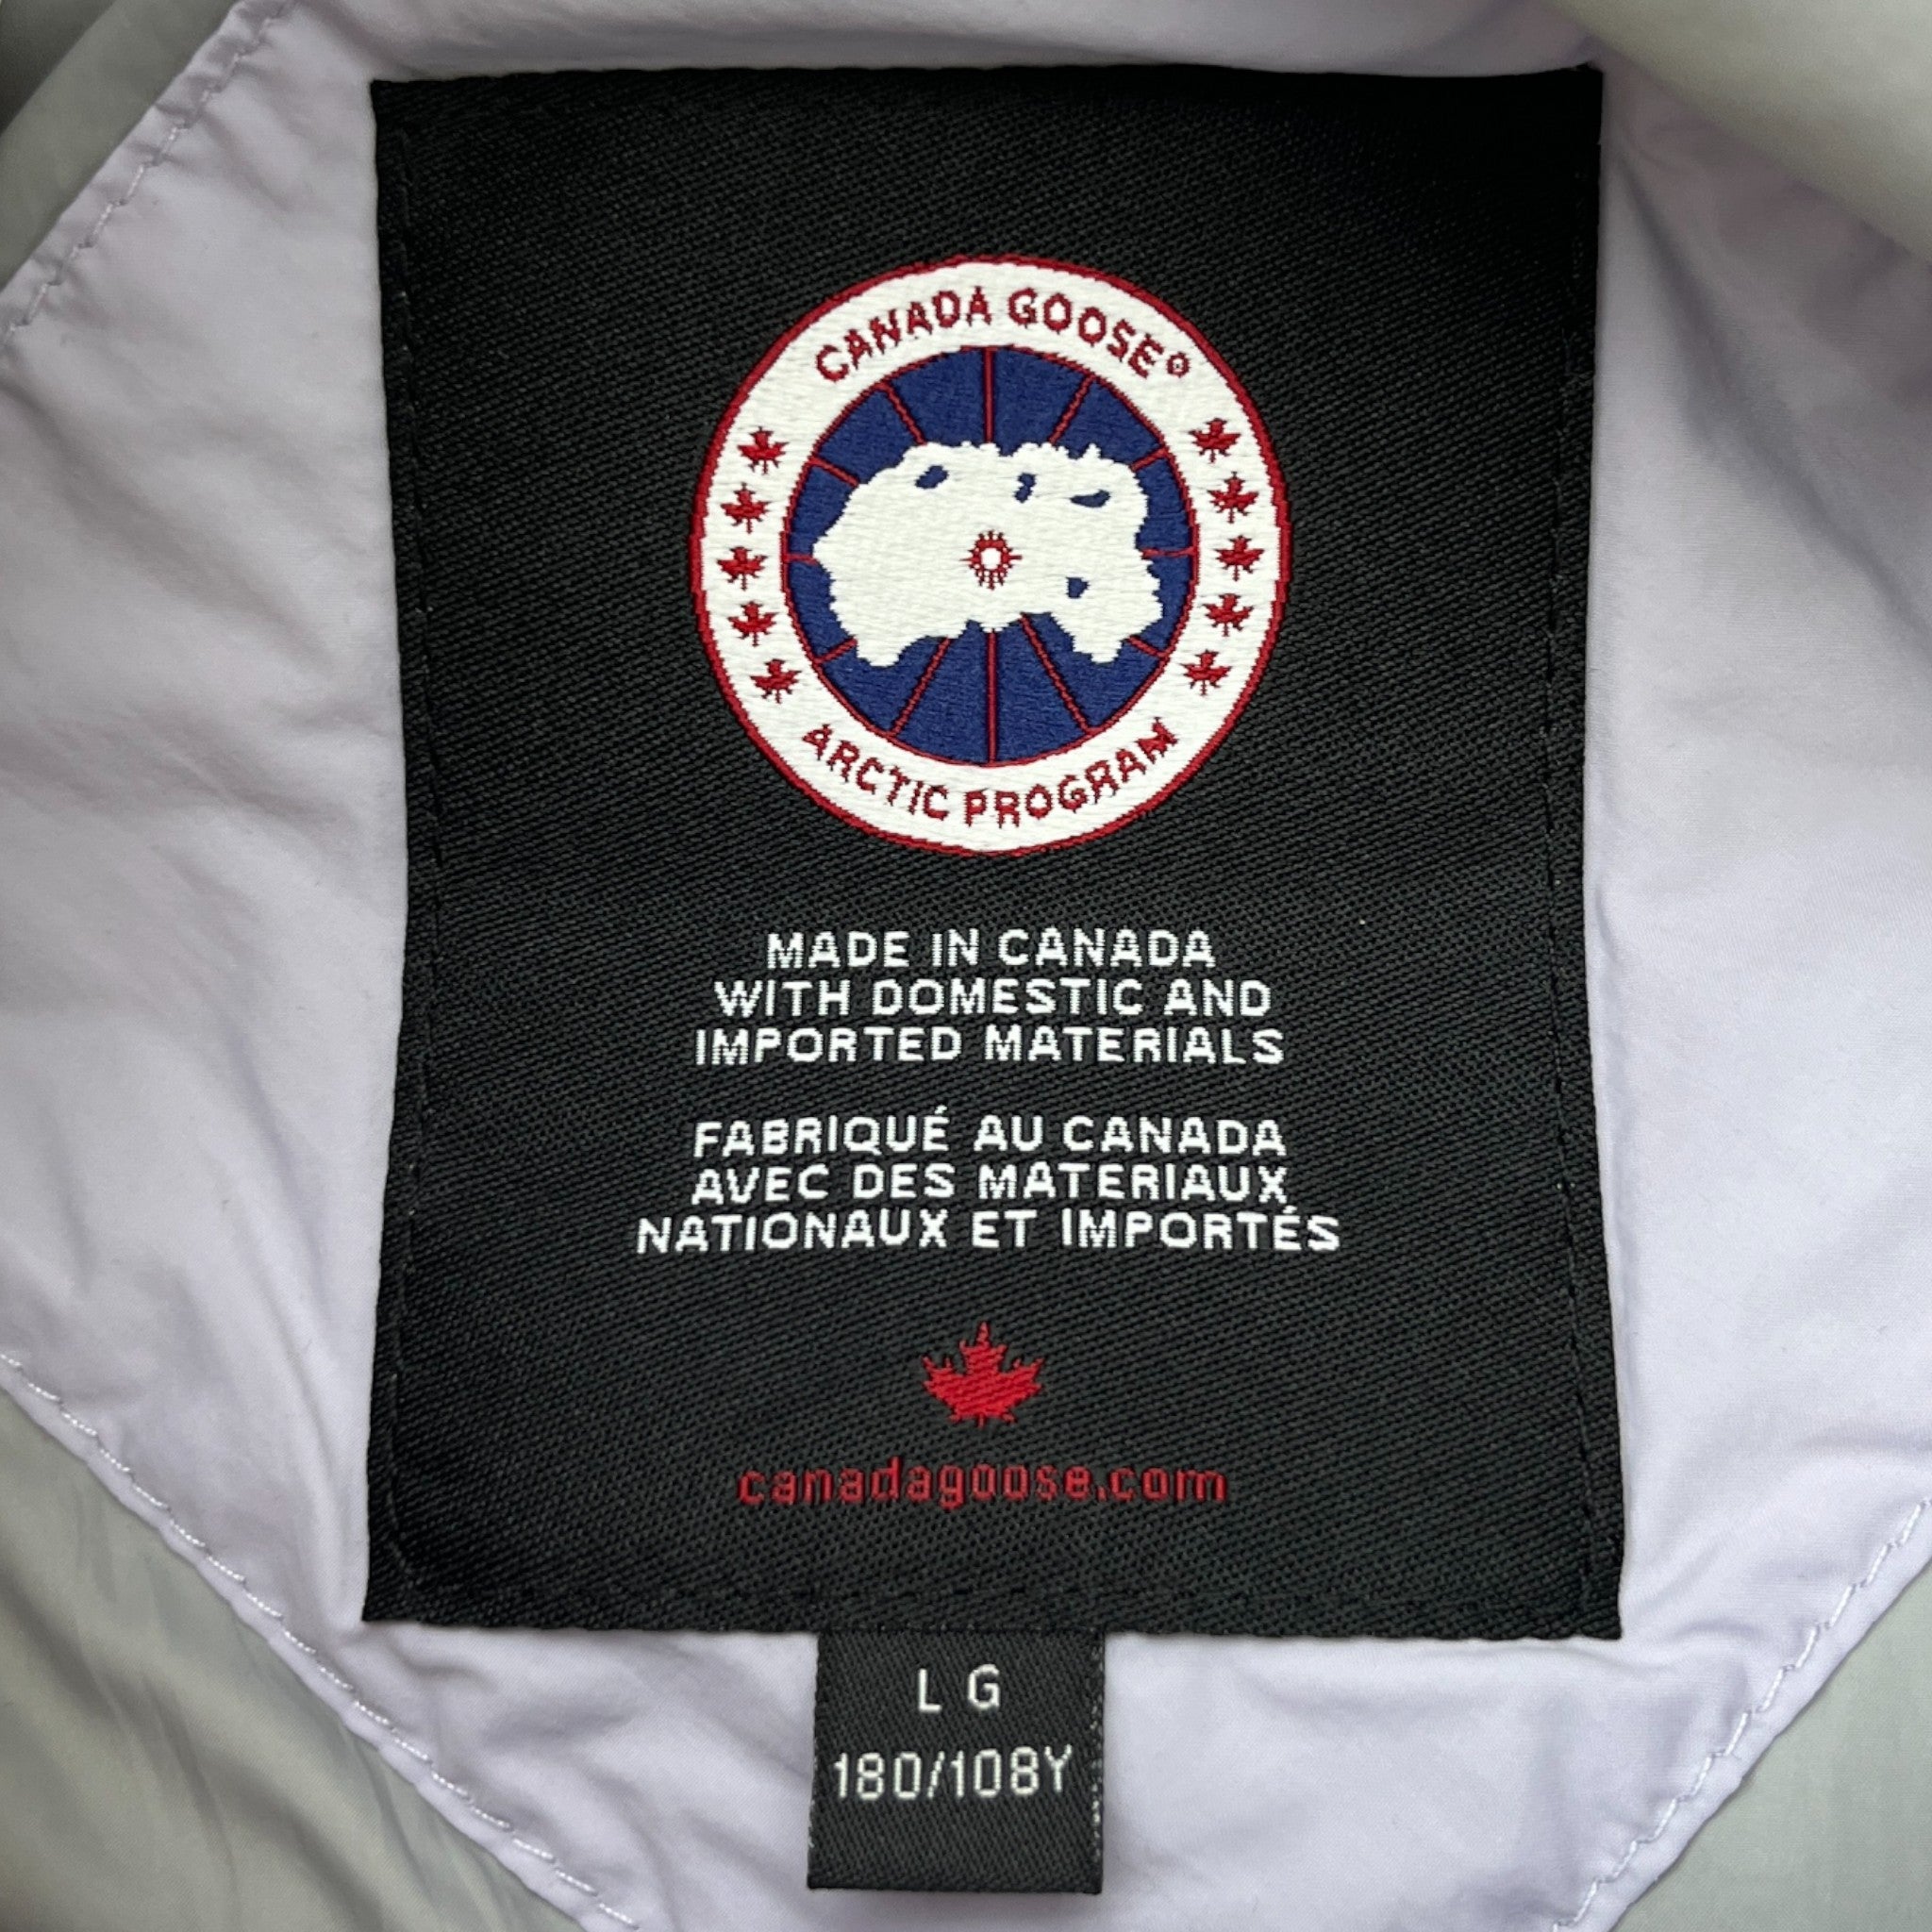 CANADA GOOSE®
ARCTIC PROGRAM
MADE IN CANADA
WITH DOMESTIC AND
IMPORTED MATERIALS
FABRIQUÉ AU CANADA
AVEC DES MATERIAUX
NATIONAUX ET IMPORTÉS
canadagoose.com
LG
180/108Y